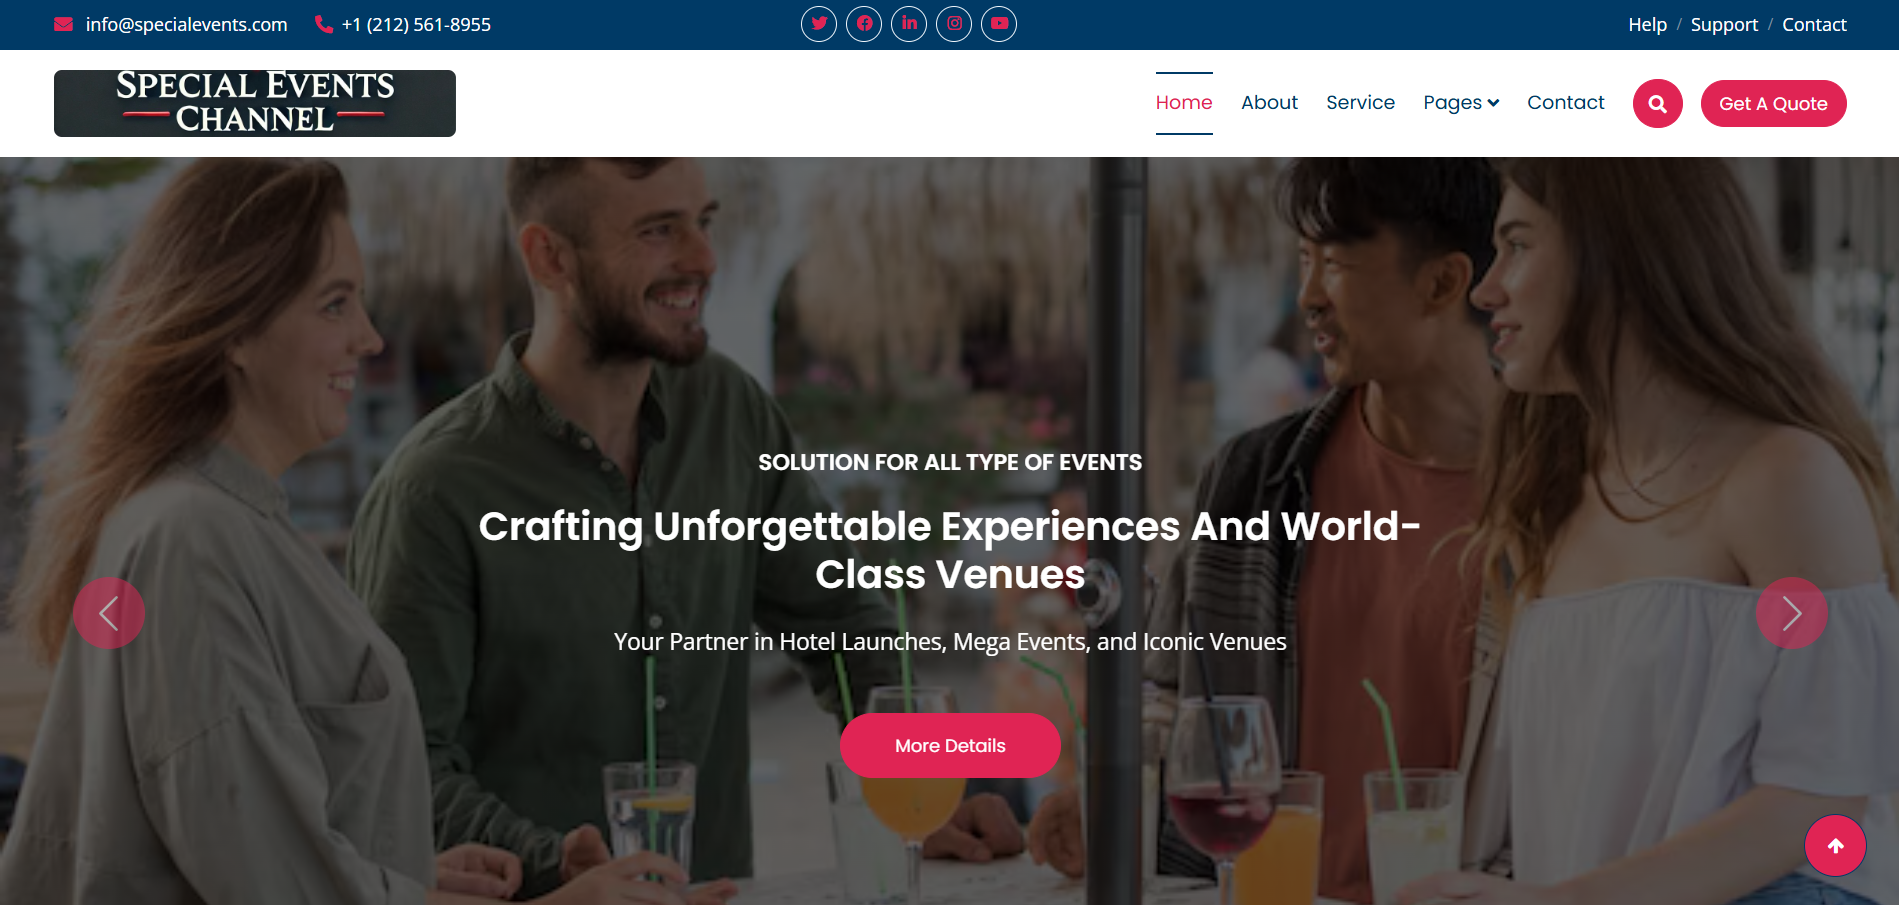 info@specialevents.com
+1 (212) 561-8955
Help / Support / Contact
SPECIAL EVENTS
CHANNEL
Home
About
Service
Pages
Contact
Get A Quote
SOLUTION FOR ALL TYPE OF EVENTS
Crafting Unforgettable Experiences And World-
Class Venues
Your Partner in Hotel Launches, Mega Events, and Iconic Venues
More Details